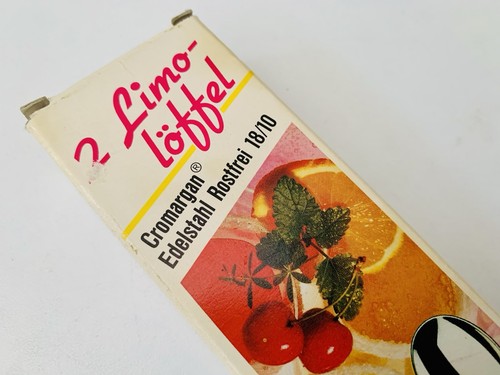 2 Limo-
löffel
Cromargan®
Edelstahl Rostfrei 18/10